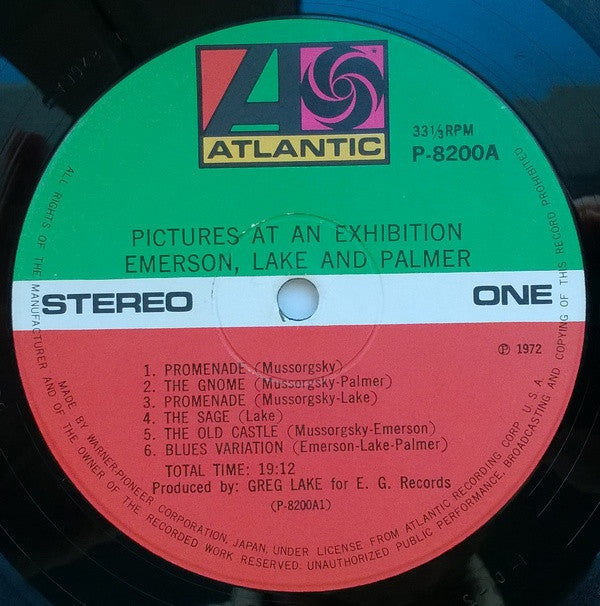 ATLANTIC
33⅓RPM
P-8200A
PICTURES AT AN EXHIBITION
EMERSON, LAKE AND PALMER
STEREO
ONE
℗ 1972
1. PROMENADE (Mussorgsky)
2. THE GNOME (Mussorgsky-Palmer)
3. PROMENADE (Mussorgsky-Lake)
4. THE SAGE (Lake)
5. THE OLD CASTLE (Mussorgsky-Emerson)
6. BLUES VARIATION (Emerson-Lake-Palmer)
TOTAL TIME: 19:12
Produced by: GREG LAKE for E. G. Records
(P-8200A1)
ALL RIGHTS OF THE MANUFACTURER AND OF THE OWNER OF THE RECORDED WORK RESERVED. UNAUTHORIZED PUBLIC PERFORMANCE, BROADCASTING AND COPYING OF THIS RECORD PROHIBITED
MADE BY WARNER-PIONEER CORPORATION, JAPAN, UNDER LICENSE FROM ATLANTIC RECORDING CORP. U.S.A.